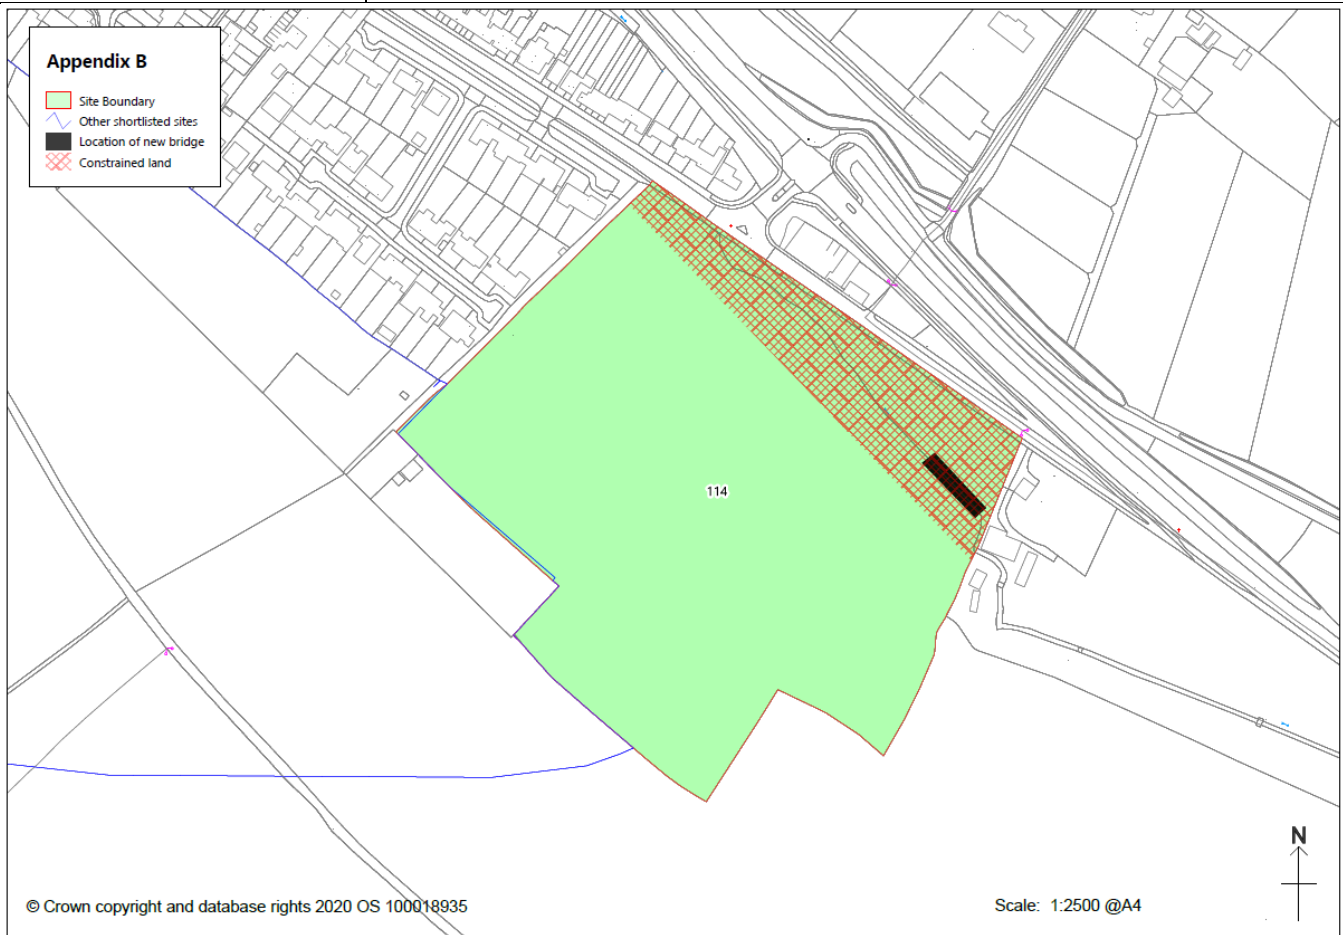 Appendix B
Site Boundary
Other shortlisted sites
Location of new bridge
Constrained land
114
N
© Crown copyright and database rights 2020 OS 100018935
Scale: 1:2500 @A4